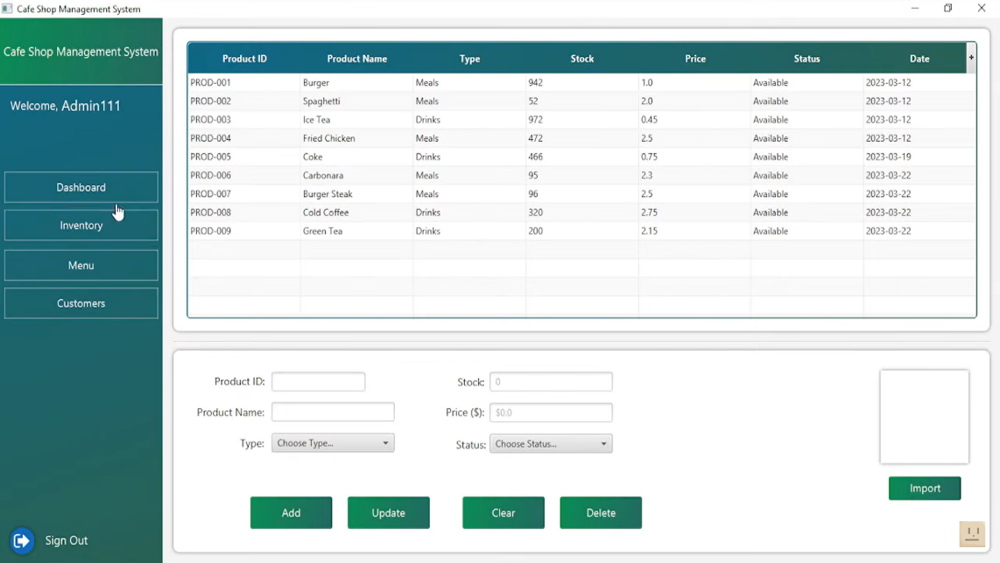 Cafe Shop Management System
Cafe Shop Management System
Welcome, Admin111
Dashboard
Inventory
Menu
Customers
Sign Out
Product ID Product Name Type Stock Price Status Date +
PROD-001 Burger Meals 942 1.0 Available 2023-03-12
PROD-002 Spaghetti Meals 52 2.0 Available 2023-03-12
PROD-003 Ice Tea Drinks 972 0.45 Available 2023-03-12
PROD-004 Fried Chicken Meals 472 2.5 Available 2023-03-12
PROD-005 Coke Drinks 466 0.75 Available 2023-03-19
PROD-006 Carbonara Meals 95 2.3 Available 2023-03-22
PROD-007 Burger Steak Meals 96 2.5 Available 2023-03-22
PROD-008 Cold Coffee Drinks 320 2.75 Available 2023-03-22
PROD-009 Green Tea Drinks 200 2.15 Available 2023-03-22
Product ID: Stock: 0
Product Name: Price ($): $0.0
Type: Choose Type... Status: Choose Status...
Import
Add Update Clear Delete